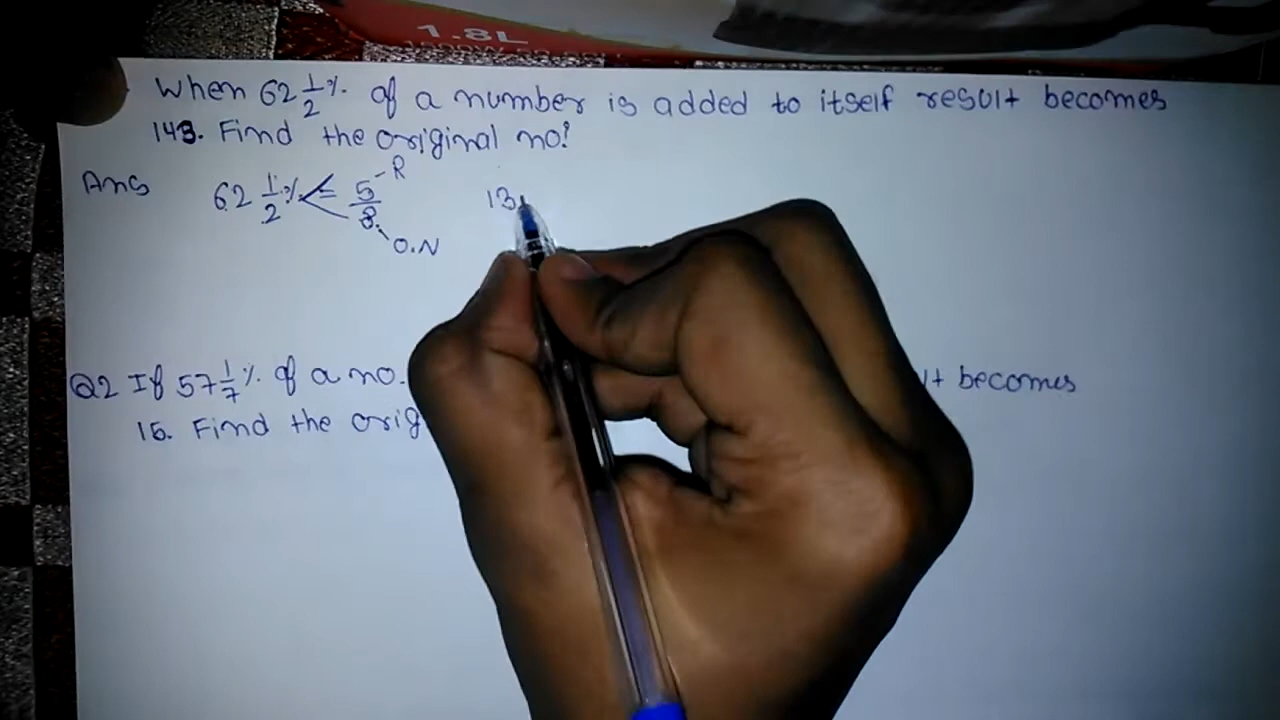 1.8L
When 62 1/2 % of a number is added to itself result becomes
143. Find the original no?
Ans 62 1/2 % = 5/8 - R 13
O.N
Q2 If 57 1/7 % of a no. becomes
15. Find the orig